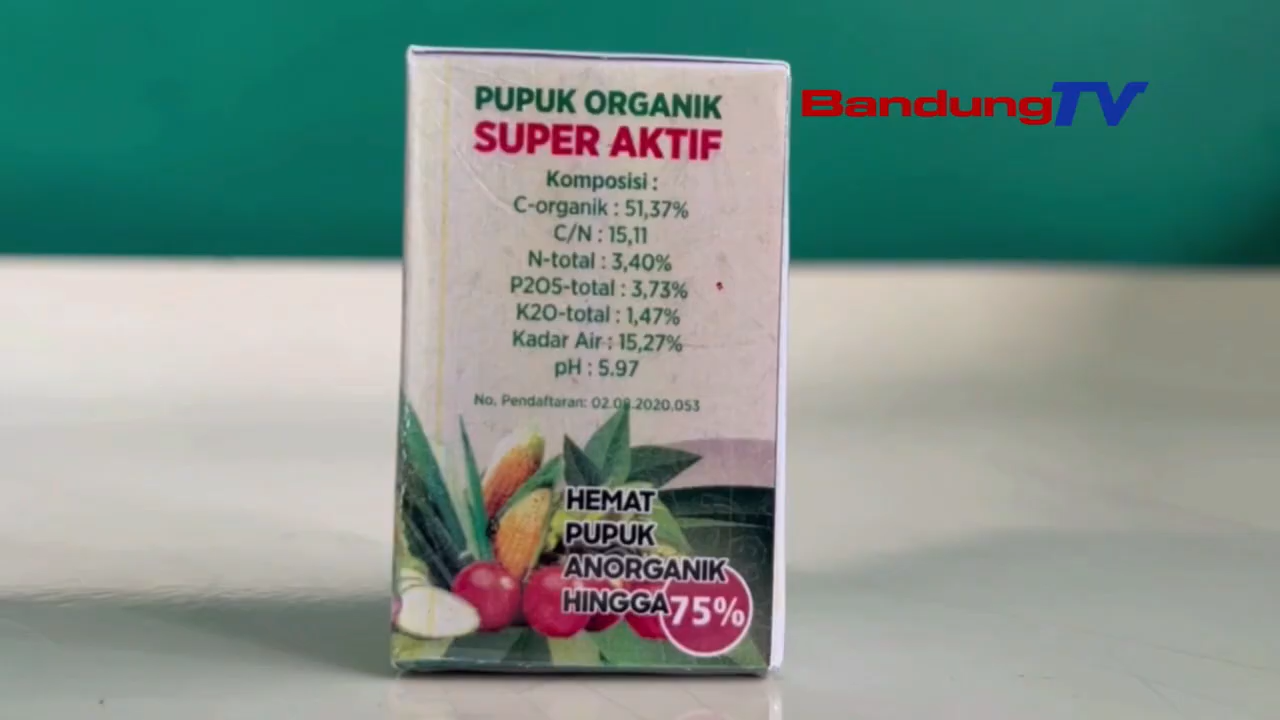 BandungTV
PUPUK ORGANIK
SUPER AKTIF
Komposisi :
C-organik : 51,37%
C/N : 15,11
N-total : 3,40%
P2O5-total : 3,73%
K2O-total : 1,47%
Kadar Air : 15,27%
pH : 5.97
No. Pendaftaran: 02.08.2020.053
HEMAT
PUPUK
ANORGANIK
HINGGA 75%